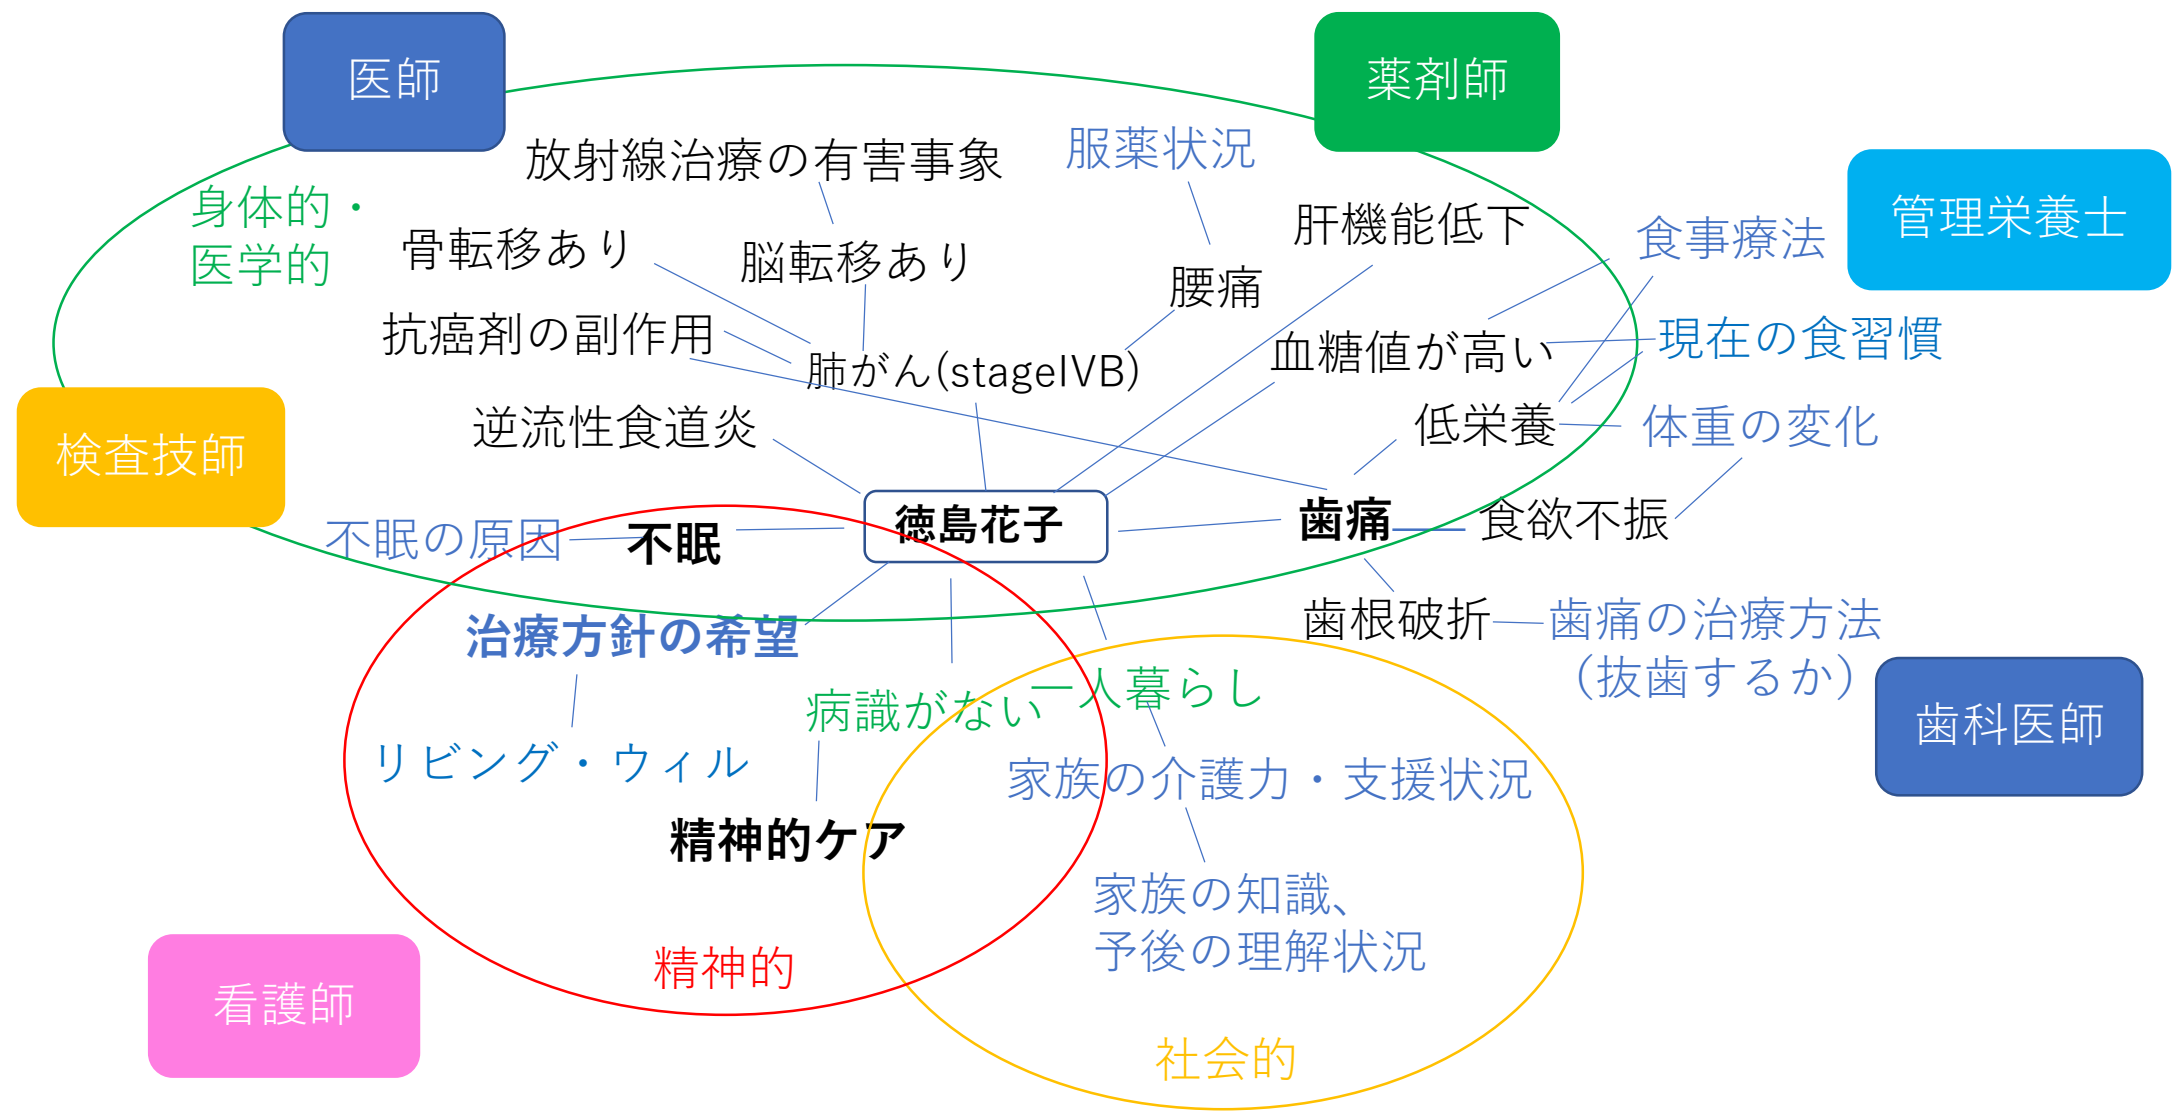 医師
薬剤師
放射線治療の有害事象
服薬状況
管理栄養士
身体的・
医学的
骨転移あり
脳転移あり
肝機能低下
食事療法
腰痛
抗癌剤の副作用
肺がん(stageIVB)
血糖値が高い
現在の食習慣
逆流性食道炎
低栄養
体重の変化
検査技師
不眠の原因
不眠
徳島花子
歯痛
食欲不振
治療方針の希望
歯根破折
歯痛の治療方法
（抜歯するか）
病識がない
一人暮らし
歯科医師
リビング・ウィル
家族の介護力・支援状況
精神的ケア
家族の知識、
予後の理解状況
精神的
看護師
社会的